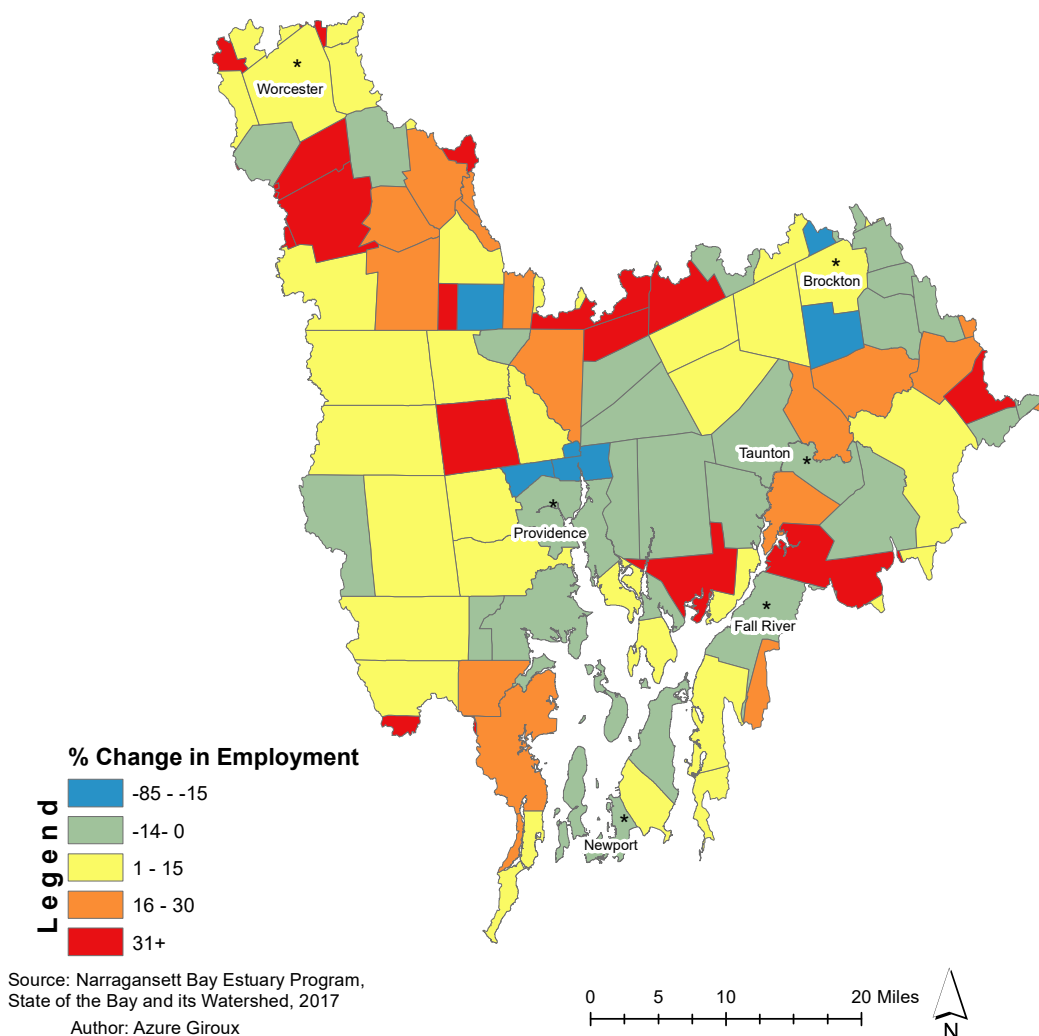 *
Worcester
*
Brockton
Taunton *
*
Providence
*
Fall River
*
Newport
% Change in Employment
Legend
-85 - -15
-14- 0
1 - 15
16 - 30
31+
Source: Narragansett Bay Estuary Program,
State of the Bay and its Watershed, 2017
Author: Azure Giroux
0 5 10 20 Miles
N